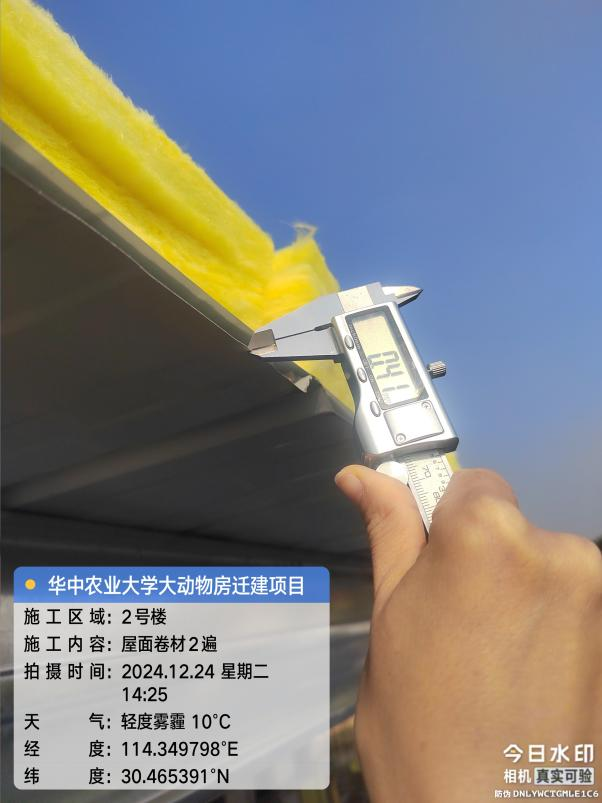 华中农业大学大动物房迁建项目
施工区域：2号楼
施工内容：屋面卷材2遍
拍摄时间：2024.12.24 星期二
14:25
天气：轻度雾霾 10℃
经度：114.349798°E
纬度：30.465391°N
今日水印
相机 真实可验
防伪 DNLYWCTGMLE1C6